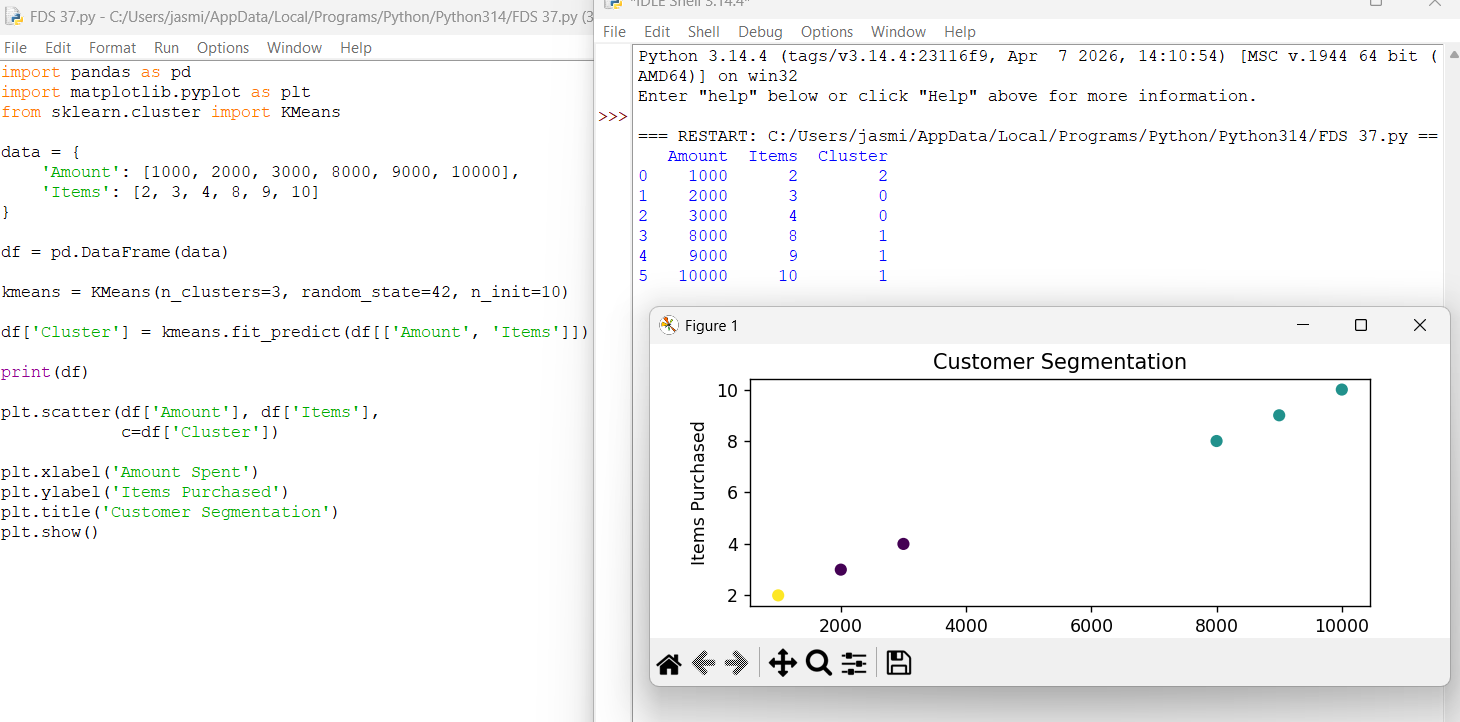 FDS 37.py - C:/Users/jasmi/AppData/Local/Programs/Python/Python314/FDS 37.py (3
File Edit Format Run Options Window Help
import pandas as pd
import matplotlib.pyplot as plt
from sklearn.cluster import KMeans
data = {
    'Amount': [1000, 2000, 3000, 8000, 9000, 10000],
    'Items': [2, 3, 4, 8, 9, 10]
}
df = pd.DataFrame(data)
kmeans = KMeans(n_clusters=3, random_state=42, n_init=10)
df['Cluster'] = kmeans.fit_predict(df[['Amount', 'Items']])
print(df)
plt.scatter(df['Amount'], df['Items'],
            c=df['Cluster'])
plt.xlabel('Amount Spent')
plt.ylabel('Items Purchased')
plt.title('Customer Segmentation')
plt.show()
*IDLE Shell 3.14.4*
File Edit Shell Debug Options Window Help
Python 3.14.4 (tags/v3.14.4:23116f9, Apr  7 2026, 14:10:54) [MSC v.1944 64 bit (
AMD64)] on win32
Enter "help" below or click "Help" above for more information.
>>>
=== RESTART: C:/Users/jasmi/AppData/Local/Programs/Python/Python314/FDS 37.py ==
   Amount  Items  Cluster
0    1000      2        2
1    2000      3        0
2    3000      4        0
3    8000      8        1
4    9000      9        1
5   10000     10        1
Figure 1
Customer Segmentation
Items Purchased
10
8
6
4
2
2000 4000 6000 8000 10000